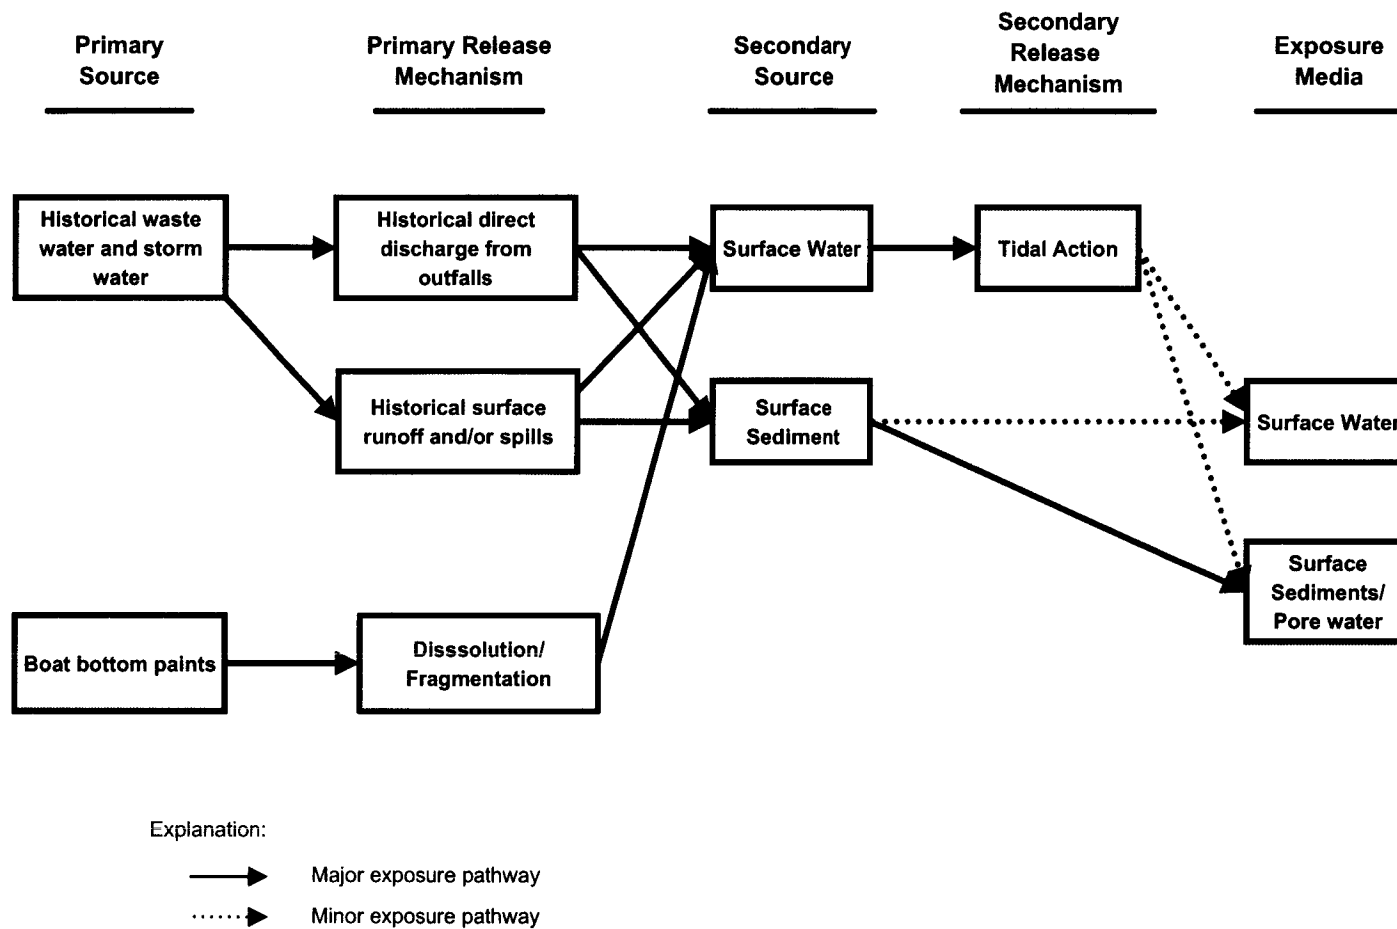 Primary
Source
Primary Release
Mechanism
Secondary
Source
Secondary
Release
Mechanism
Exposure
Media
Historical waste
water and storm
water
Historical direct
discharge from
outfalls
Surface Water
Tidal Action
Historical surface
runoff and/or spills
Surface
Sediment
Surface Water
Surface
Sediments/
Pore water
Boat bottom paints
Disssolution/
Fragmentation
Explanation:
Major exposure pathway
Minor exposure pathway